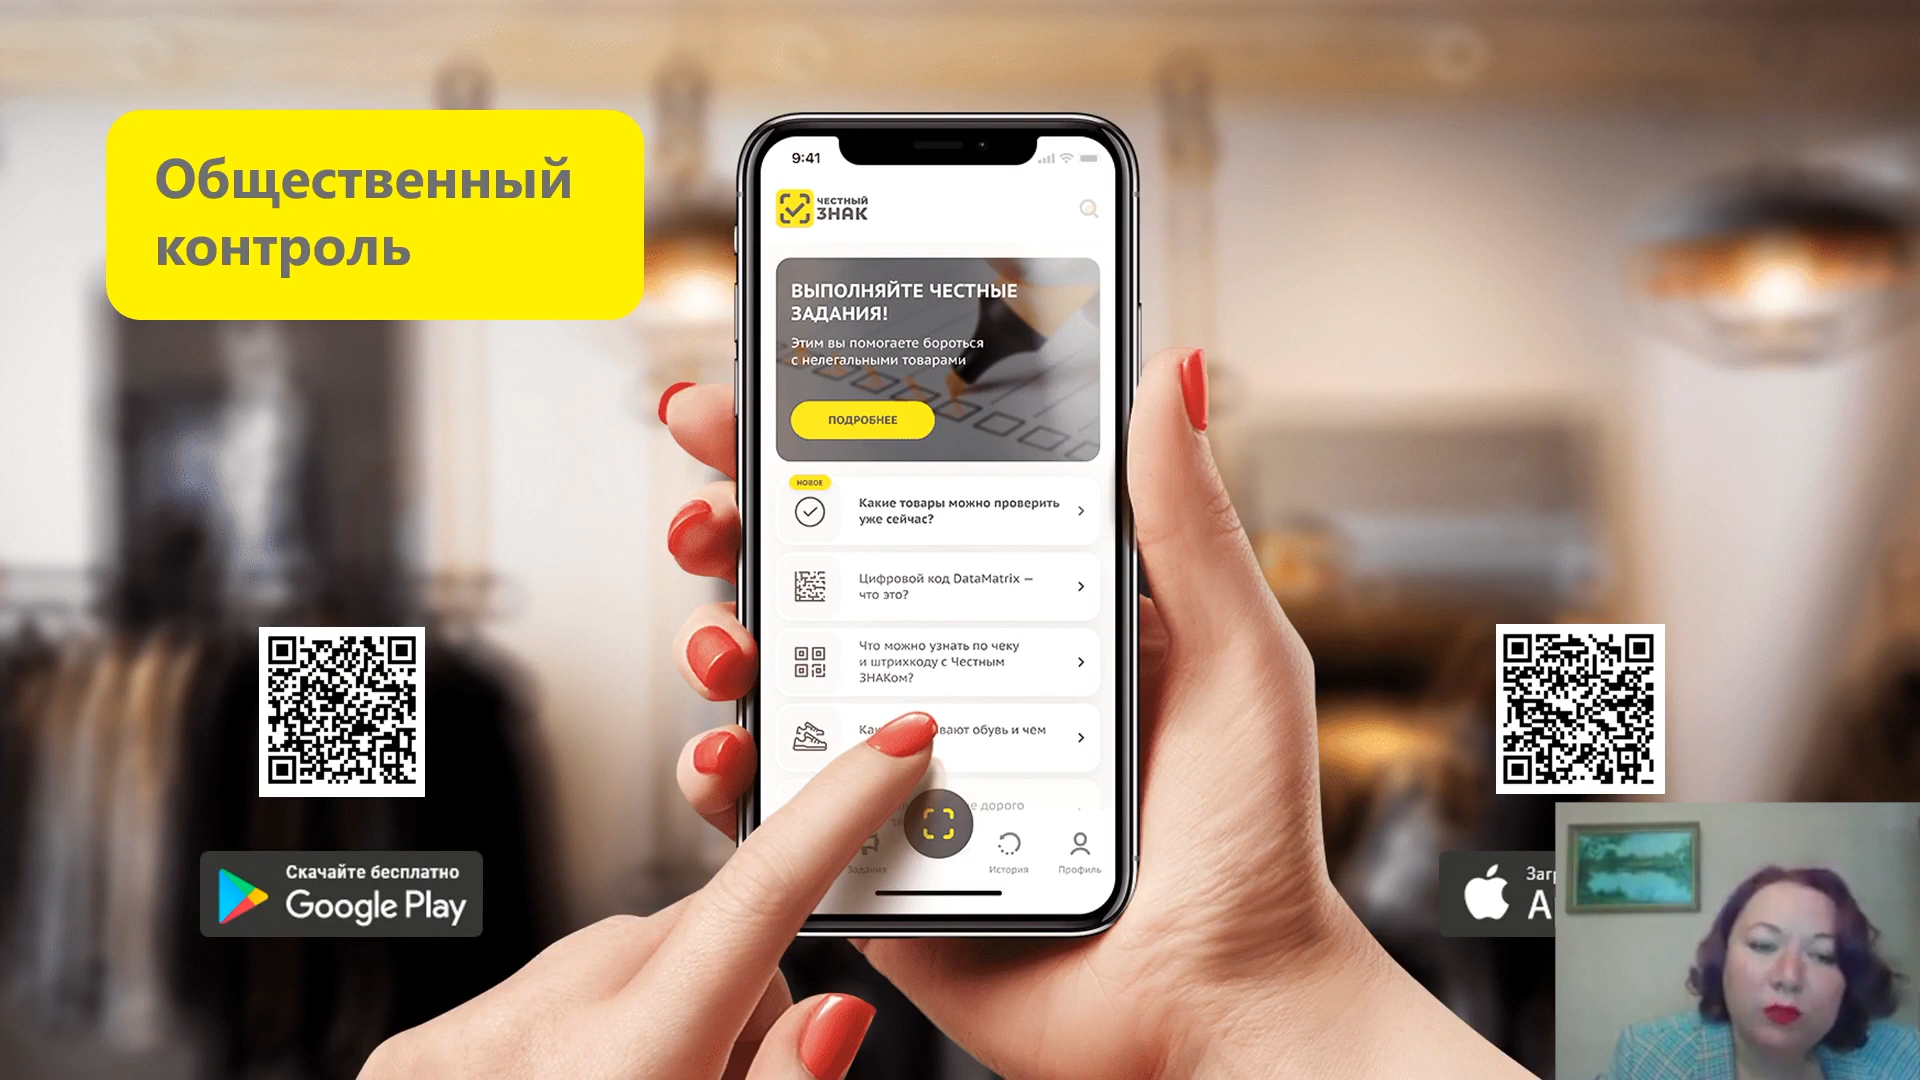 Общественный
контроль
9:41
ЧЕСТНЫЙ
ЗНАК
ВЫПОЛНЯЙТЕ ЧЕСТНЫЕ
ЗАДАНИЯ!
Этим вы помогаете бороться
с нелегальными товарами
ПОДРОБНЕЕ
НОВОЕ
Какие товары можно проверить
уже сейчас?
Цифровой код DataMatrix —
что это?
Что можно узнать по чеку
и штрихкоду с Честным
ЗНАКом?
обувь и чем
дорого
Задания
История
Профиль
Скачайте бесплатно
Google Play